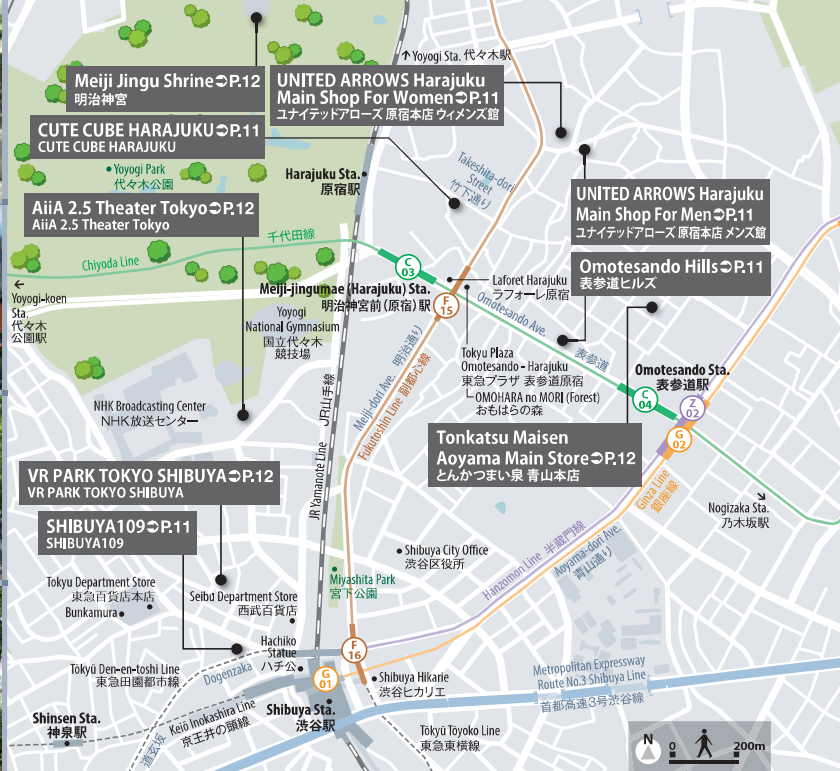 ↑ Yoyogi Sta. 代々木駅
Meiji Jingu Shrine➲P.12
明治神宮
UNITED ARROWS Harajuku
Main Shop For Women➲P.11
ユナイテッドアローズ 原宿本店 ウィメンズ館
CUTE CUBE HARAJUKU➲P.11
CUTE CUBE HARAJUKU
Yoyogi Park
代々木公園
Harajuku Sta.
原宿駅
Takeshita-dori
Street
竹下通り
AiiA 2.5 Theater Tokyo➲P.12
AiiA 2.5 Theater Tokyo
UNITED ARROWS Harajuku
Main Shop For Men➲P.11
ユナイテッドアローズ 原宿本店 メンズ館
Chiyoda Line
千代田線
C
03
Omotesando Hills➲P.11
表参道ヒルズ
←
Yoyogi-koen
Sta.
代々木
公園駅
Meiji-jingumae (Harajuku) Sta.
明治神宮前(原宿)駅
F
15
Laforet Harajuku
ラフォーレ原宿
Omotesando Ave.
表参道
Yoyogi
National Gymnasium
国立代々木
競技場
Meiji-dori Ave. 明治通り
Fukutoshin Line 副都心線
JR Yamanote Line JR山手線
Tokyu Plaza
Omotesando - Harajuku
東急プラザ 表参道原宿
OMOHARA no MORI (Forest)
おもはらの森
Omotesando Sta.
表参道駅
C
04
Z
02
G
02
NHK Broadcasting Center
NHK放送センター
Tonkatsu Maisen
Aoyama Main Store➲P.12
とんかつまい泉 青山本店
Ginza Line
銀座線
VR PARK TOKYO SHIBUYA➲P.12
VR PARK TOKYO SHIBUYA
Nogizaka Sta.
乃木坂駅
SHIBUYA109➲P.11
SHIBUYA109
Hanzomon Line 半蔵門線
Aoyama-dori Ave.
青山通り
Shibuya City Office
渋谷区役所
Tokyu Department Store
東急百貨店本店
Bunkamura
Miyashita Park
宮下公園
Seibu Department Store
西武百貨店
Hachiko
Statue
ハチ公
F
16
G
01
Tokyū Den-en-toshi Line
東急田園都市線
Dogenzaka
道玄坂
Shibuya Hikarie
渋谷ヒカリエ
Metropolitan Expressway
Route No.3 Shibuya Line
首都高速3号渋谷線
Shinsen Sta.
神泉駅
Keiō Inokashira Line
京王井の頭線
Shibuya Sta.
渋谷駅
Tōkyū Tōyoko Line
東急東横線
N
0 200m